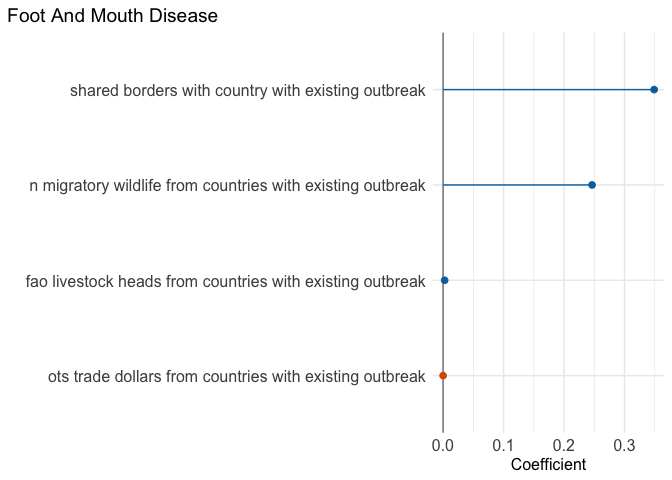 Foot And Mouth Disease
shared borders with country with existing outbreak
n migratory wildlife from countries with existing outbreak
fao livestock heads from countries with existing outbreak
ots trade dollars from countries with existing outbreak
0.0 0.1 0.2 0.3
Coefficient